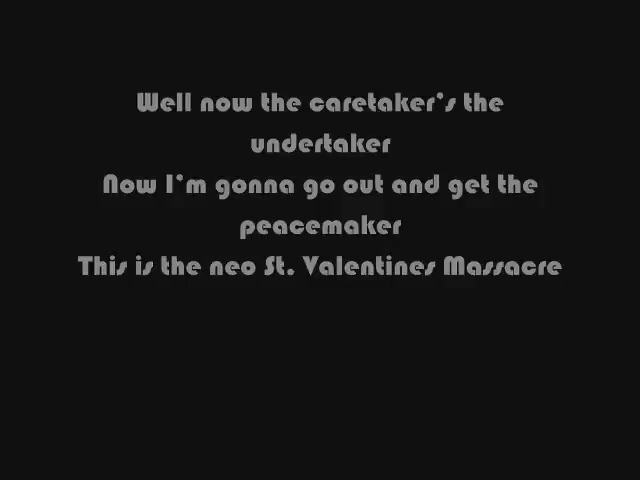 Well now the caretaker's the
undertaker
Now I'm gonna go out and get the
peacemaker
This is the neo St. Valentines Massacre